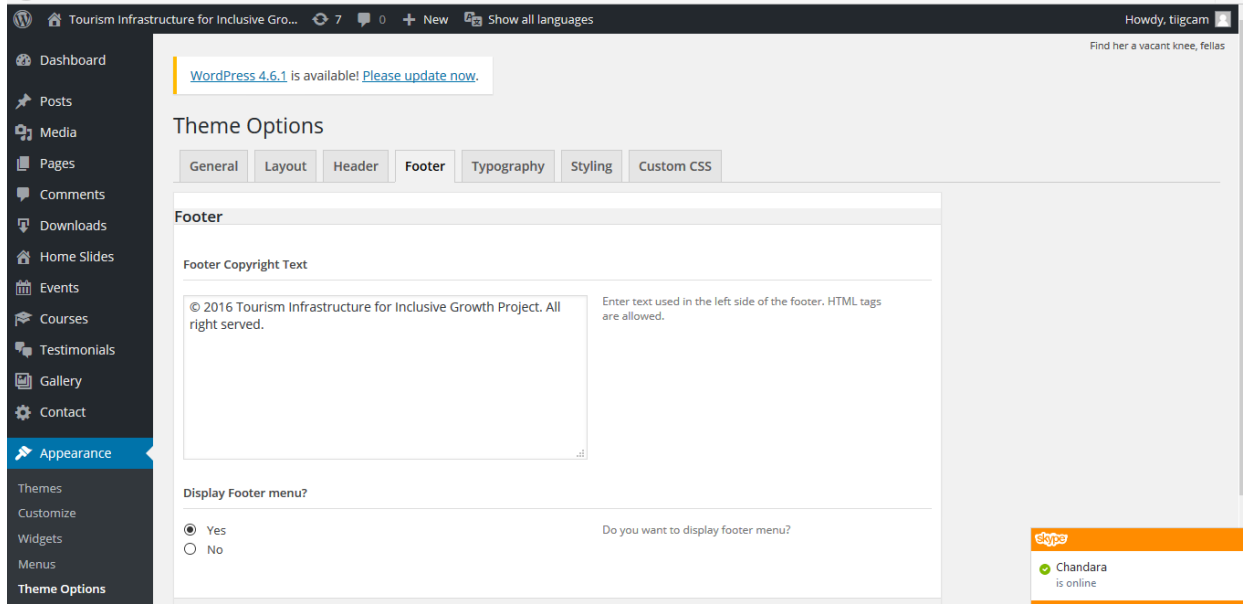 Tourism Infrastructure for Inclusive Gro... 7 0 New Show all languages Howdy, tiigcam
Find her a vacant knee, fellas
Dashboard
Posts
Media
Pages
Comments
Downloads
Home Slides
Events
Courses
Testimonials
Gallery
Contact
Appearance
Themes
Customize
Widgets
Menus
Theme Options
WordPress 4.6.1 is available! Please update now.
Theme Options
General Layout Header Footer Typography Styling Custom CSS
Footer
Footer Copyright Text
© 2016 Tourism Infrastructure for Inclusive Growth Project. All
right served.
Enter text used in the left side of the footer. HTML tags
are allowed.
Display Footer menu?
Yes
No
Do you want to display footer menu?
skype
Chandara
is online